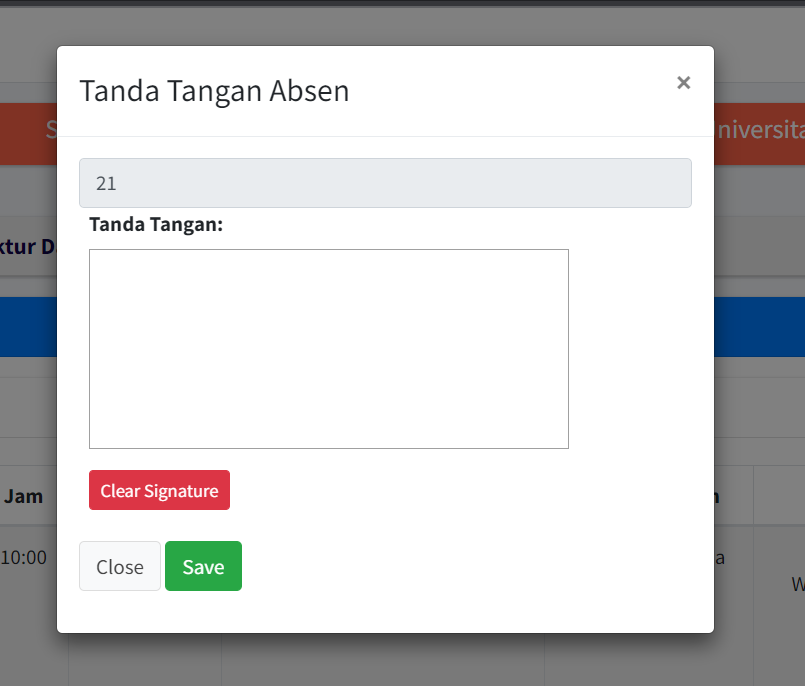 Tanda Tangan Absen
×
21
Tanda Tangan:
Clear Signature
Close Save
Jam
10:00